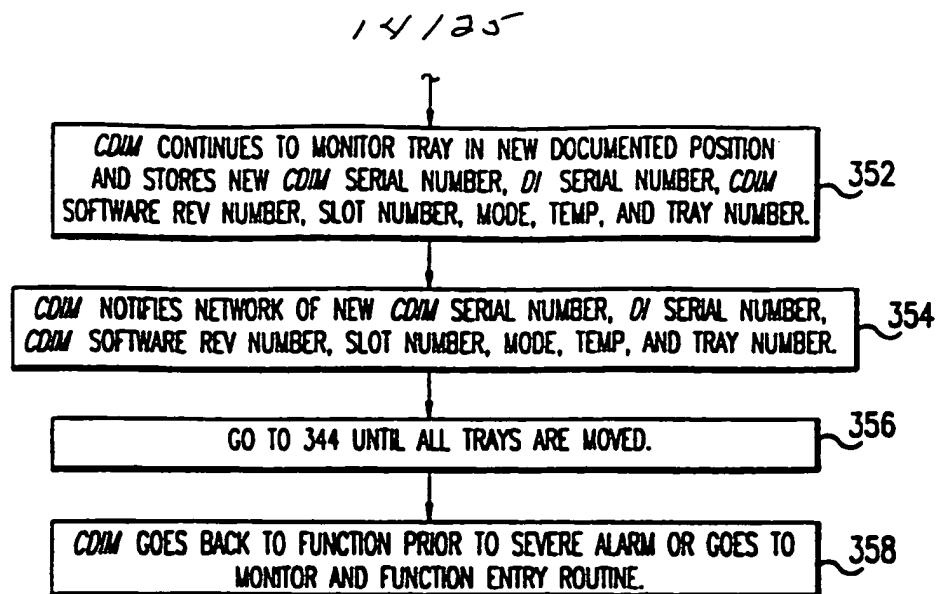 14/25
CDIM CONTINUES TO MONITOR TRAY IN NEW DOCUMENTED POSITION
AND STORES NEW CDIM SERIAL NUMBER, DI SERIAL NUMBER, CDIM
SOFTWARE REV NUMBER, SLOT NUMBER, MODE, TEMP, AND TRAY NUMBER.
352
CDIM NOTIFIES NETWORK OF NEW CDIM SERIAL NUMBER, DI SERIAL NUMBER,
CDIM SOFTWARE REV NUMBER, SLOT NUMBER, MODE, TEMP, AND TRAY NUMBER.
354
GO TO 344 UNTIL ALL TRAYS ARE MOVED.
356
CDIM GOES BACK TO FUNCTION PRIOR TO SEVERE ALARM OR GOES TO
MONITOR AND FUNCTION ENTRY ROUTINE.
358